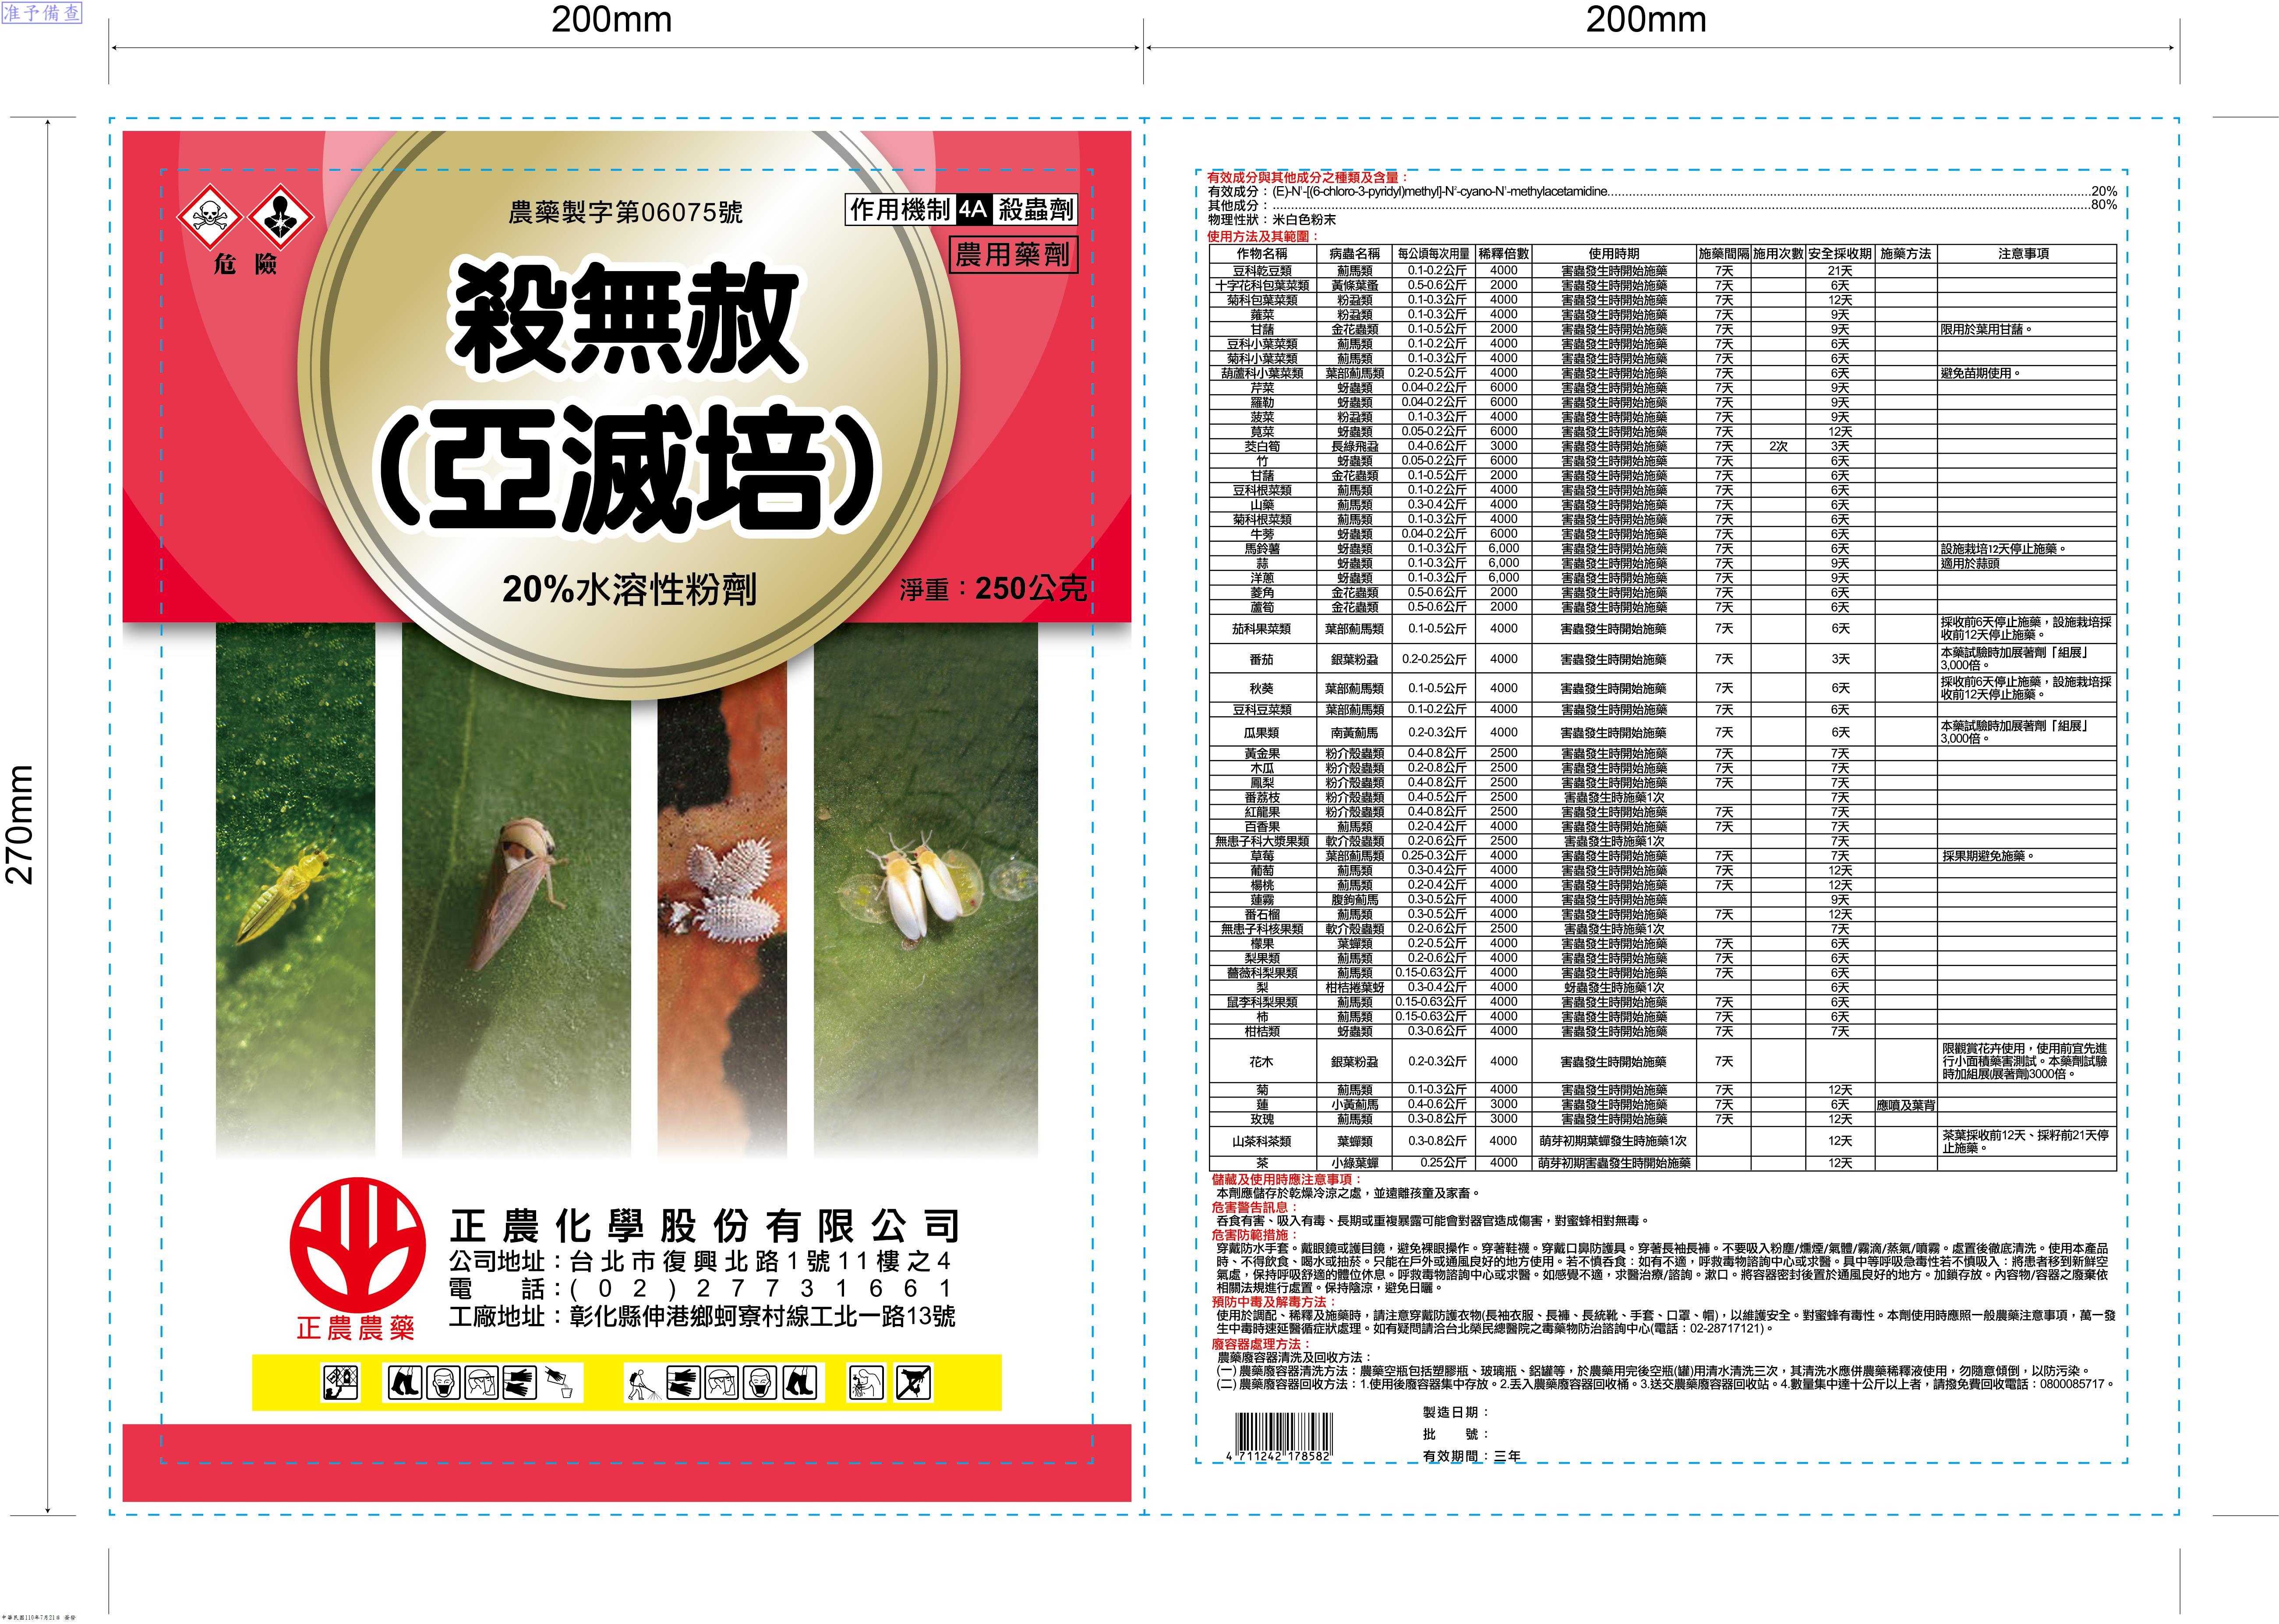 准予備查
200mm
200mm
270mm
農藥製字第06075號
作用機制 4A 殺蟲劑
農用藥劑
危險
殺無赦
(亞滅培)
20%水溶性粉劑
淨重：250公克
正農化學股份有限公司
公司地址：台北市復興北路1號11樓之4
電　　話：(02)27731661
工廠地址：彰化縣伸港鄉蚵寮村線工北一路13號
正農農藥
有效成分與其他成分之種類及含量：
有效成分：(E)-N¹-[(6-chloro-3-pyridyl)methyl]-N²-cyano-N¹-methylacetamidine 20%
其他成分： 80%
物理性狀：米白色粉末
使用方法及其範圍：
作物名稱 病蟲名稱 每公頃每次用量 稀釋倍數 使用時期 施藥間隔 施用次數 安全採收期 施藥方法 注意事項
豆科乾豆類 薊馬類 0.1-0.2公斤 4000 害蟲發生時開始施藥 7天 21天
十字花科包葉菜類 黃條葉蚤 0.5-0.6公斤 2000 害蟲發生時開始施藥 7天 6天
菊科包葉菜類 粉蝨類 0.1-0.3公斤 4000 害蟲發生時開始施藥 7天 12天
蕹菜 粉蝨類 0.1-0.3公斤 4000 害蟲發生時開始施藥 7天 9天
甘藷 金花蟲類 0.1-0.5公斤 2000 害蟲發生時開始施藥 7天 9天 限用於葉用甘藷。
豆科小葉菜類 薊馬類 0.1-0.2公斤 4000 害蟲發生時開始施藥 7天 6天
菊科小葉菜類 薊馬類 0.1-0.3公斤 4000 害蟲發生時開始施藥 7天 6天
葫蘆科小葉菜類 葉部薊馬類 0.2-0.5公斤 4000 害蟲發生時開始施藥 7天 6天 避免苗期使用。
芹菜 蚜蟲類 0.04-0.2公斤 6000 害蟲發生時開始施藥 7天 9天
羅勒 蚜蟲類 0.04-0.2公斤 6000 害蟲發生時開始施藥 7天 9天
菠菜 粉蝨類 0.1-0.3公斤 4000 害蟲發生時開始施藥 7天 9天
莧菜 蚜蟲類 0.05-0.2公斤 6000 害蟲發生時開始施藥 7天 12天
茭白筍 長綠飛蝨 0.4-0.6公斤 3000 害蟲發生時開始施藥 7天 2次 3天
竹 蚜蟲類 0.05-0.2公斤 6000 害蟲發生時開始施藥 7天 6天
甘藷 金花蟲類 0.1-0.5公斤 2000 害蟲發生時開始施藥 7天 6天
豆科根菜類 薊馬類 0.1-0.2公斤 4000 害蟲發生時開始施藥 7天 6天
山藥 薊馬類 0.3-0.4公斤 4000 害蟲發生時開始施藥 7天 6天
菊科根菜類 薊馬類 0.1-0.3公斤 4000 害蟲發生時開始施藥 7天 6天
牛蒡 蚜蟲類 0.04-0.2公斤 6000 害蟲發生時開始施藥 7天 6天
馬鈴薯 蚜蟲類 0.1-0.3公斤 6,000 害蟲發生時開始施藥 7天 6天 設施栽培12天停止施藥。
蒜 蚜蟲類 0.1-0.3公斤 6,000 害蟲發生時開始施藥 7天 9天 適用於蒜頭
洋蔥 蚜蟲類 0.1-0.3公斤 6,000 害蟲發生時開始施藥 7天 9天
菱角 金花蟲類 0.5-0.6公斤 2000 害蟲發生時開始施藥 7天 6天
蘆筍 金花蟲類 0.5-0.6公斤 2000 害蟲發生時開始施藥 7天 6天
茄科果菜類 葉部薊馬類 0.1-0.5公斤 4000 害蟲發生時開始施藥 7天 6天 採收前6天停止施藥，設施栽培採
收前12天停止施藥。
番茄 銀葉粉蝨 0.2-0.25公斤 4000 害蟲發生時開始施藥 7天 3天 本藥試驗時加展著劑「組展」
3,000倍。
秋葵 葉部薊馬類 0.1-0.5公斤 4000 害蟲發生時開始施藥 7天 6天 採收前6天停止施藥，設施栽培採
收前12天停止施藥。
豆科豆菜類 葉部薊馬類 0.1-0.2公斤 4000 害蟲發生時開始施藥 7天 6天
瓜果類 南黃薊馬 0.2-0.3公斤 4000 害蟲發生時開始施藥 7天 6天 本藥試驗時加展著劑「組展」
3,000倍。
黃金果 粉介殼蟲類 0.4-0.8公斤 2500 害蟲發生時開始施藥 7天 7天
木瓜 粉介殼蟲類 0.2-0.8公斤 2500 害蟲發生時開始施藥 7天 7天
鳳梨 粉介殼蟲類 0.4-0.8公斤 2500 害蟲發生時開始施藥 7天 7天
番荔枝 粉介殼蟲類 0.4-0.5公斤 2500 害蟲發生時施藥1次 7天
紅龍果 粉介殼蟲類 0.4-0.8公斤 2500 害蟲發生時開始施藥 7天 7天
百香果 薊馬類 0.2-0.4公斤 4000 害蟲發生時開始施藥 7天 7天
無患子科大漿果類 軟介殼蟲類 0.2-0.6公斤 2500 害蟲發生時施藥1次 7天
草莓 葉部薊馬類 0.25-0.3公斤 4000 害蟲發生時開始施藥 7天 7天 採果期避免施藥。
葡萄 薊馬類 0.3-0.4公斤 4000 害蟲發生時開始施藥 7天 12天
楊桃 薊馬類 0.2-0.4公斤 4000 害蟲發生時開始施藥 7天 12天
蓮霧 腹鉤薊馬 0.3-0.5公斤 4000 害蟲發生時開始施藥 9天
番石榴 薊馬類 0.3-0.5公斤 4000 害蟲發生時開始施藥 7天 12天
無患子科核果類 軟介殼蟲類 0.2-0.6公斤 2500 害蟲發生時施藥1次 7天
檬果 葉蟬類 0.2-0.5公斤 4000 害蟲發生時開始施藥 7天 6天
梨果類 薊馬類 0.2-0.6公斤 4000 害蟲發生時開始施藥 7天 6天
薔薇科梨果類 薊馬類 0.15-0.63公斤 4000 害蟲發生時開始施藥 7天 6天
梨 柑桔捲葉蚜 0.3-0.4公斤 4000 蚜蟲發生時施藥1次 6天
鼠李科梨果類 薊馬類 0.15-0.63公斤 4000 害蟲發生時開始施藥 7天 6天
柿 薊馬類 0.15-0.63公斤 4000 害蟲發生時開始施藥 7天 6天
柑桔類 蚜蟲類 0.3-0.6公斤 4000 害蟲發生時開始施藥 7天 7天
花木 銀葉粉蝨 0.2-0.3公斤 4000 害蟲發生時開始施藥 7天 限觀賞花卉使用，使用前宜先進
行小面積藥害測試。本藥劑試驗
時加組展(展著劑)3000倍。
菊 薊馬類 0.1-0.3公斤 4000 害蟲發生時開始施藥 7天 12天
蓮 小黃薊馬 0.4-0.6公斤 3000 害蟲發生時開始施藥 7天 6天 應噴及葉背
玫瑰 薊馬類 0.3-0.8公斤 3000 害蟲發生時開始施藥 7天 12天
山茶科茶類 葉蟬類 0.3-0.8公斤 4000 萌芽初期葉蟬發生時施藥1次 12天 茶葉採收前12天、採籽前21天停
止施藥。
茶 小綠葉蟬 0.25公斤 4000 萌芽初期害蟲發生時開始施藥 12天
儲藏及使用時應注意事項：
本劑應儲存於乾燥冷涼之處，並遠離孩童及家畜。
危害警告訊息：
吞食有害、吸入有毒、長期或重複暴露可能會對器官造成傷害，對蜜蜂相對無毒。
危害防範措施：
穿戴防水手套。戴眼鏡或護目鏡，避免裸眼操作。穿著鞋襪。穿戴口鼻防護具。穿著長袖長褲。不要吸入粉塵/燻煙/氣體/霧滴/蒸氣/噴霧。處置後徹底清洗。使用本產品
時、不得飲食、喝水或抽菸。只能在戶外或通風良好的地方使用。若不慎吞食：如有不適，呼救毒物諮詢中心或求醫。具中等呼吸急毒性若不慎吸入：將患者移到新鮮空
氣處，保持呼吸舒適的體位休息。呼救毒物諮詢中心或求醫。如感覺不適，求醫治療/諮詢。漱口。將容器密封後置於通風良好的地方。加鎖存放。內容物/容器之廢棄依
相關法規進行處置。保持陰涼，避免日曬。
預防中毒及解毒方法：
使用於調配、稀釋及施藥時，請注意穿戴防護衣物(長袖衣服、長褲、長統靴、手套、口罩、帽)，以維護安全。對蜜蜂有毒性。本劑使用時應照一般農藥注意事項，萬一發
生中毒時速延醫循症狀處理。如有疑問請洽台北榮民總醫院之毒藥物防治諮詢中心(電話：02-28717121)。
廢容器處理方法：
農藥廢容器清洗及回收方法：
(一) 農藥廢容器清洗方法：農藥空瓶包括塑膠瓶、玻璃瓶、鋁罐等，於農藥用完後空瓶(罐)用清水清洗三次，其清洗水應併農藥稀釋液使用，勿隨意傾倒，以防污染。
(二) 農藥廢容器回收方法：1.使用後廢容器集中存放。2.丟入農藥廢容器回收桶。3.送交農藥廢容器回收站。4.數量集中達十公斤以上者，請撥免費回收電話：0800085717。
製造日期：
批　　號：
有效期間：三年
4 711242 178582
中華民國110年7月21日